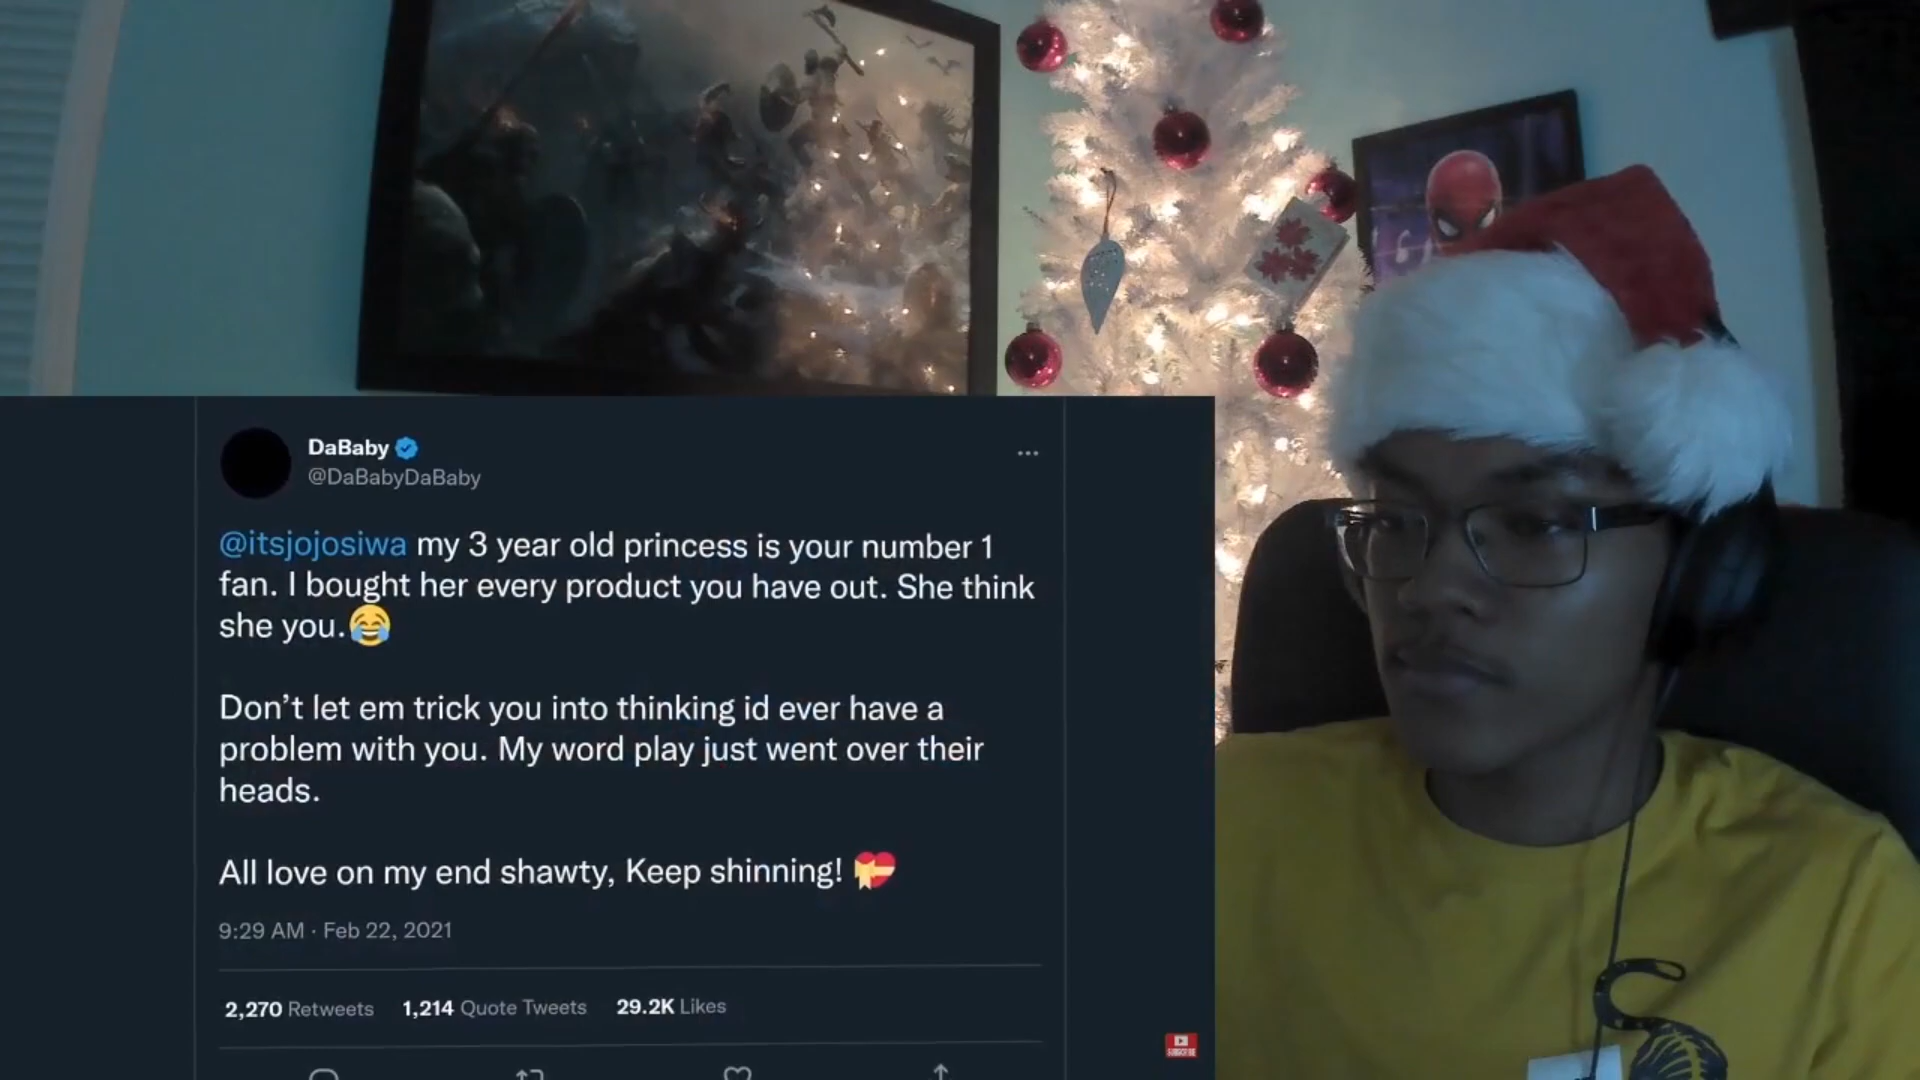 DaBaby
@DaBabyDaBaby
@itsjojosiwa my 3 year old princess is your number 1
fan. I bought her every product you have out. She think
she you.😂
Don’t let em trick you into thinking id ever have a
problem with you. My word play just went over their
heads.
All love on my end shawty, Keep shinning! 💝
9:29 AM · Feb 22, 2021
2,270 Retweets 1,214 Quote Tweets 29.2K Likes
SUBSCRIBE